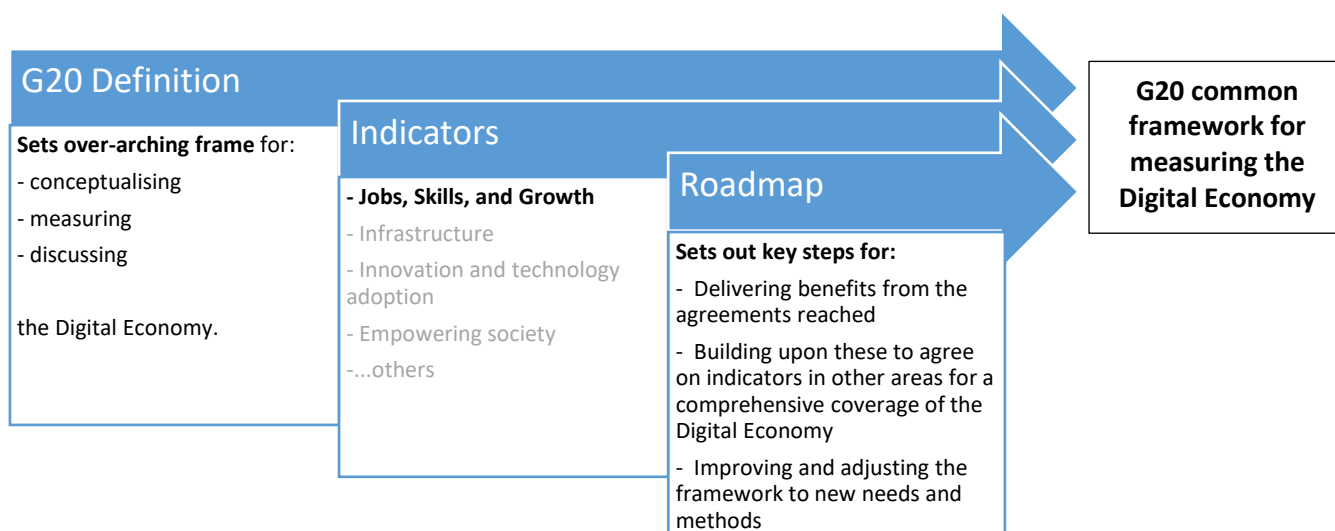 G20 Definition
Sets over-arching frame for:
- conceptualising
- measuring
- discussing
the Digital Economy.
Indicators
- Jobs, Skills, and Growth
- Infrastructure
- Innovation and technology
adoption
- Empowering society
-...others
Roadmap
Sets out key steps for:
- Delivering benefits from the
agreements reached
- Building upon these to agree
on indicators in other areas for a
comprehensive coverage of the
Digital Economy
- Improving and adjusting the
framework to new needs and
methods
G20 common
framework for
measuring the
Digital Economy